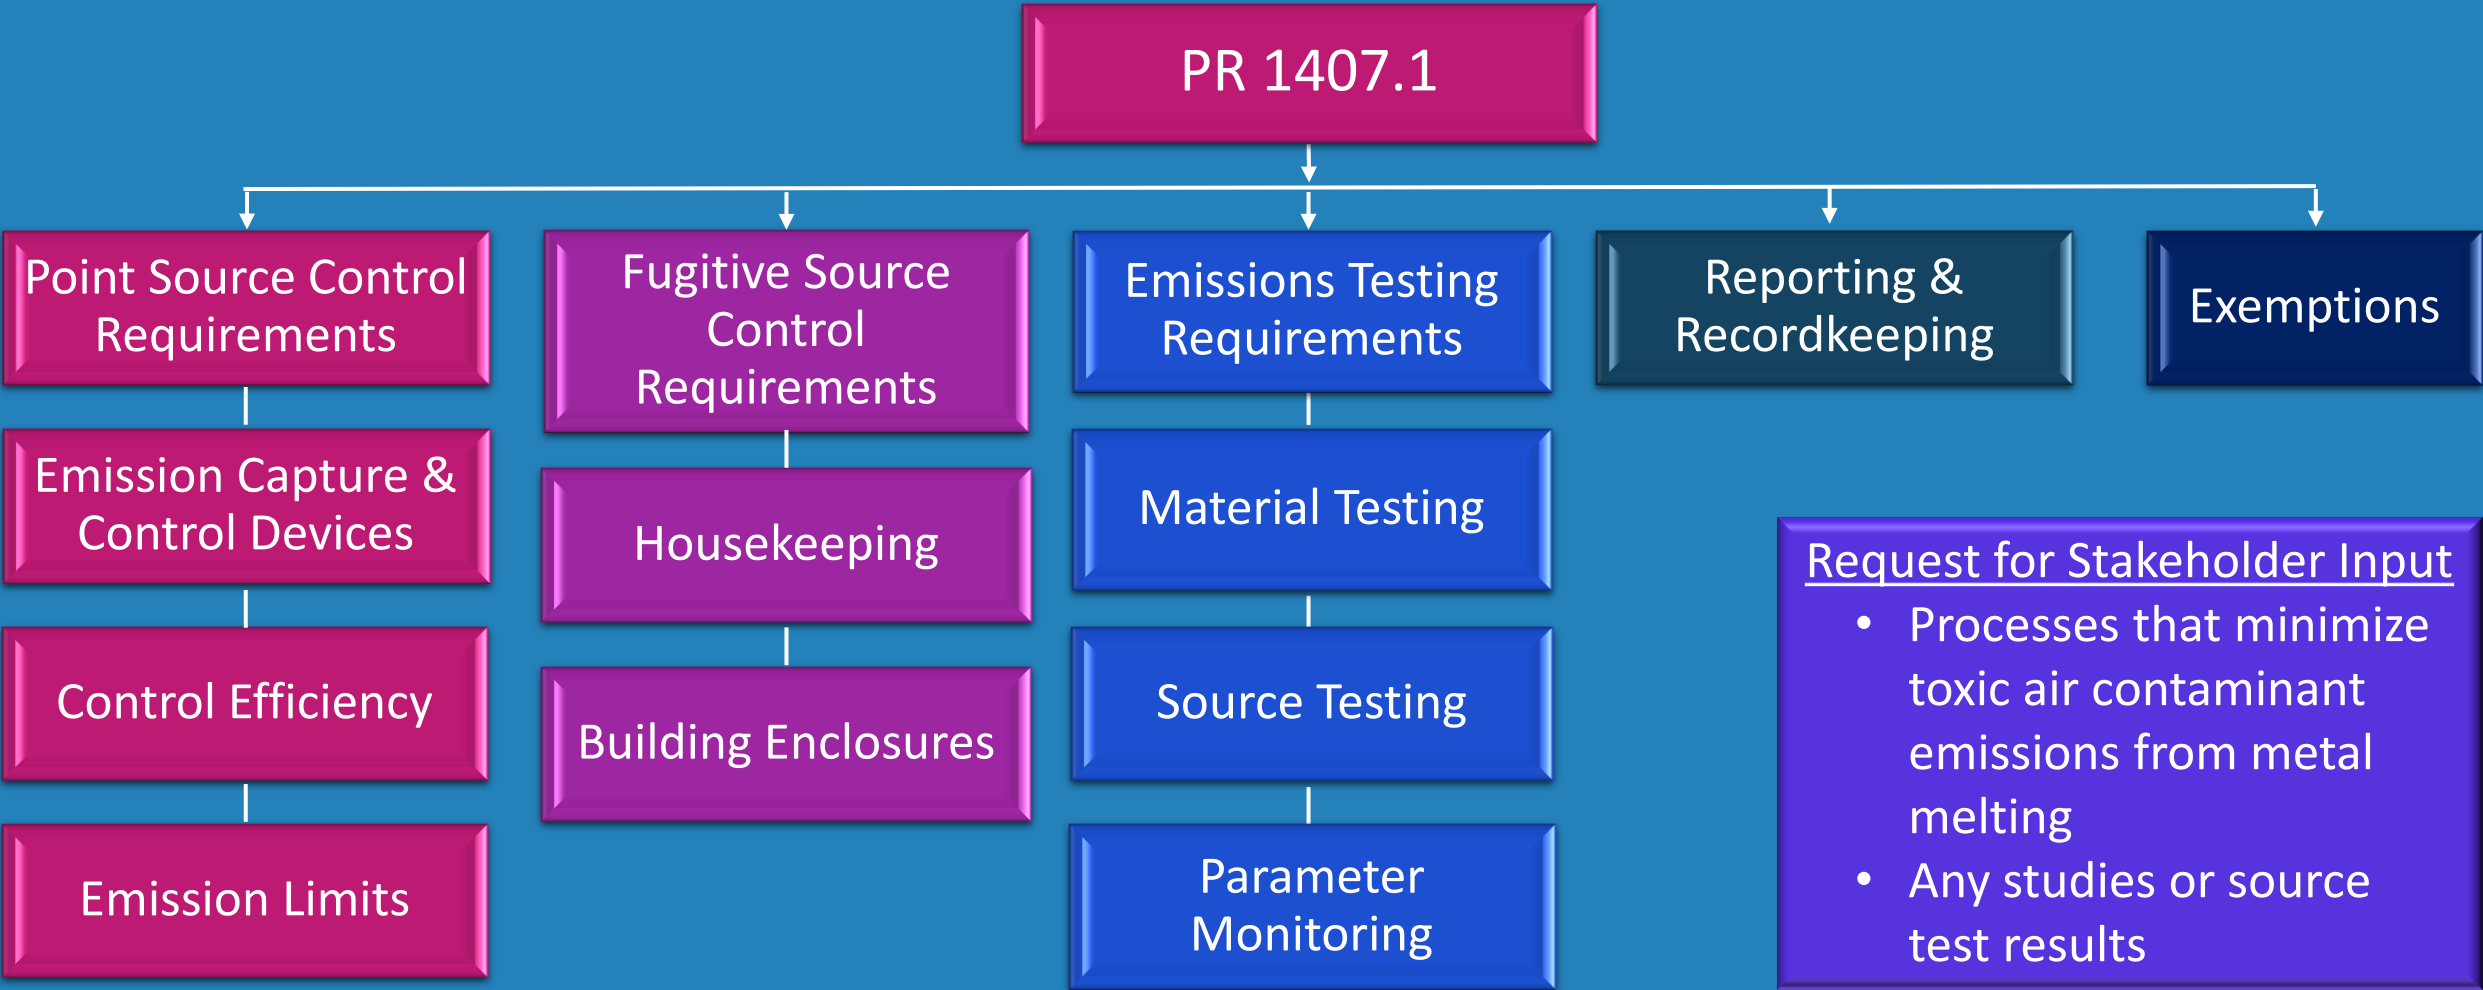 PR 1407.1
Point Source Control
Requirements
Emission Capture &
Control Devices
Control Efficiency
Emission Limits
Fugitive Source
Control
Requirements
Housekeeping
Building Enclosures
Emissions Testing
Requirements
Material Testing
Source Testing
Parameter
Monitoring
Reporting &
Recordkeeping
Exemptions
Request for Stakeholder Input
• Processes that minimize
toxic air contaminant
emissions from metal
melting
• Any studies or source
test results